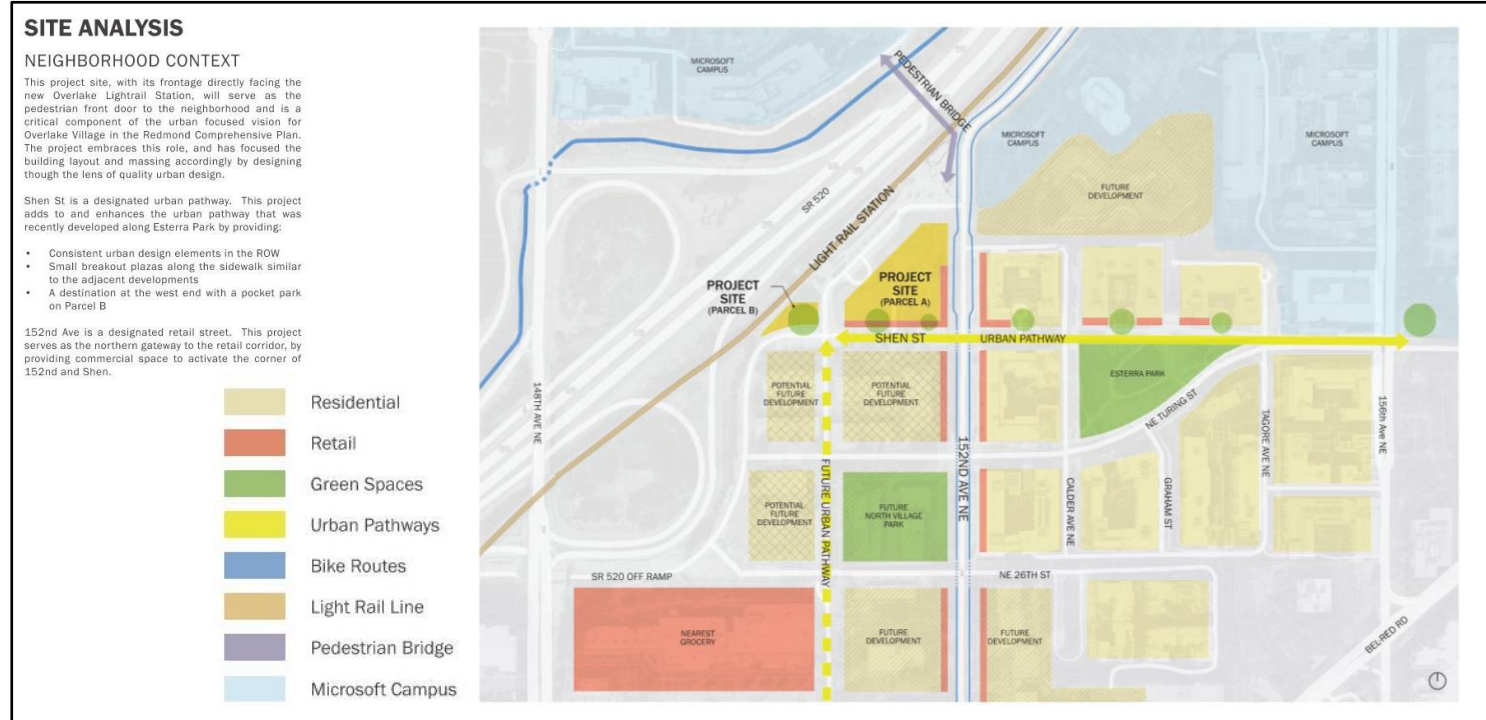 SITE ANALYSIS
NEIGHBORHOOD CONTEXT
This project site, with its frontage directly facing the
new Overlake Lightrail Station, will serve as the
pedestrian front door to the neighborhood and is a
critical component of the urban focused vision for
Overlake Village in the Redmond Comprehensive Plan.
The project embraces this role, and has focused the
building layout and massing accordingly by designing
though the lens of quality urban design.
Shen St is a designated urban pathway. This project
adds to and enhances the urban pathway that was
recently developed along Esterra Park by providing:
• Consistent urban design elements in the ROW
• Small breakout plazas along the sidewalk similar
to the adjacent developments
• A destination at the west end with a pocket park
on Parcel B
152nd Ave is a designated retail street. This project
serves as the northern gateway to the retail corridor, by
providing commercial space to activate the corner of
152nd and Shen.
Residential
Retail
Green Spaces
Urban Pathways
Bike Routes
Light Rail Line
Pedestrian Bridge
Microsoft Campus
MICROSOFT
CAMPUS
PEDESTRIAN BRIDGE
MICROSOFT
CAMPUS
MICROSOFT
CAMPUS
FUTURE
DEVELOPMENT
SR 520
LIGHT RAIL STATION
PROJECT
SITE
(PARCEL B)
PROJECT
SITE
(PARCEL A)
SHEN ST
URBAN PATHWAY
148TH AVE NE
POTENTIAL
FUTURE
DEVELOPMENT
POTENTIAL
FUTURE
DEVELOPMENT
ESTERRA PARK
NE TURING ST
TAGORE AVE NE
156th Ave NE
FUTURE URBAN PATHWAY
152ND AVE NE
POTENTIAL
FUTURE
DEVELOPMENT
FUTURE
NORTH VILLAGE
PARK
CALDER AVE NE
GRAHAM ST
SR 520 OFF RAMP
NE 26TH ST
NEAREST
GROCERY
FUTURE
DEVELOPMENT
FUTURE
DEVELOPMENT
BEL-RED RD